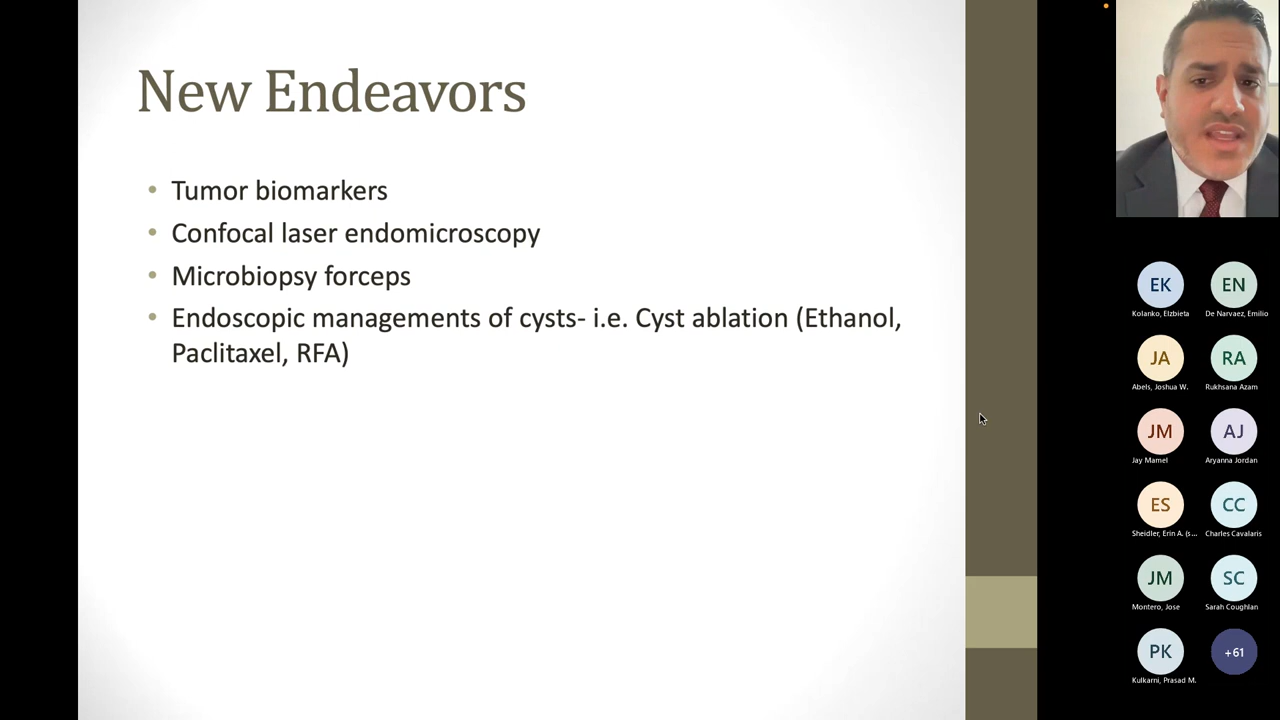 New Endeavors
• Tumor biomarkers
• Confocal laser endomicroscopy
• Microbiopsy forceps
• Endoscopic managements of cysts- i.e. Cyst ablation (Ethanol,
Paclitaxel, RFA)
EK EN
Kolanko, Elzbieta De Narvaez, Emilio
JA RA
Abels, Joshua W. Rukhsana Azam
JM AJ
Jay Mamel Aryanna Jordan
ES CC
Sheidler, Erin A. (s... Charles Cavalaris
JM SC
Montero, Jose Sarah Coughlan
PK +61
Kulkarni, Prasad M.